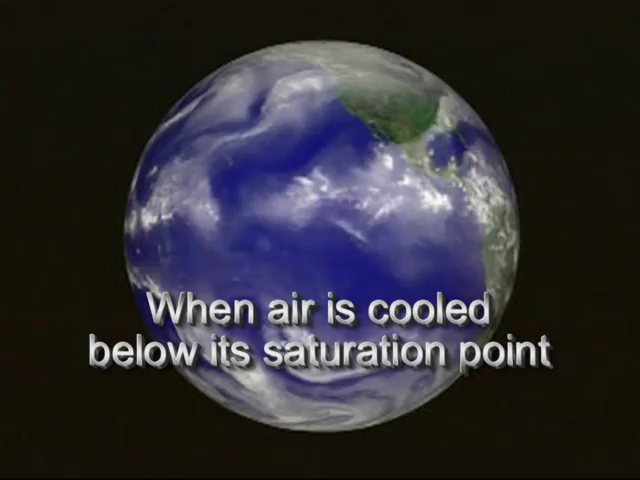 When air is cooled
below its saturation point